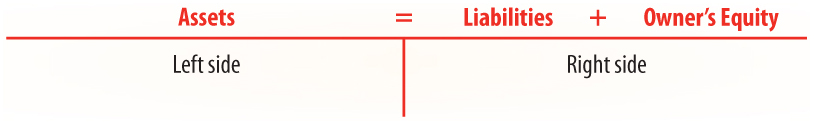 Assets = Liabilities + Owner’s Equity
Left side Right side